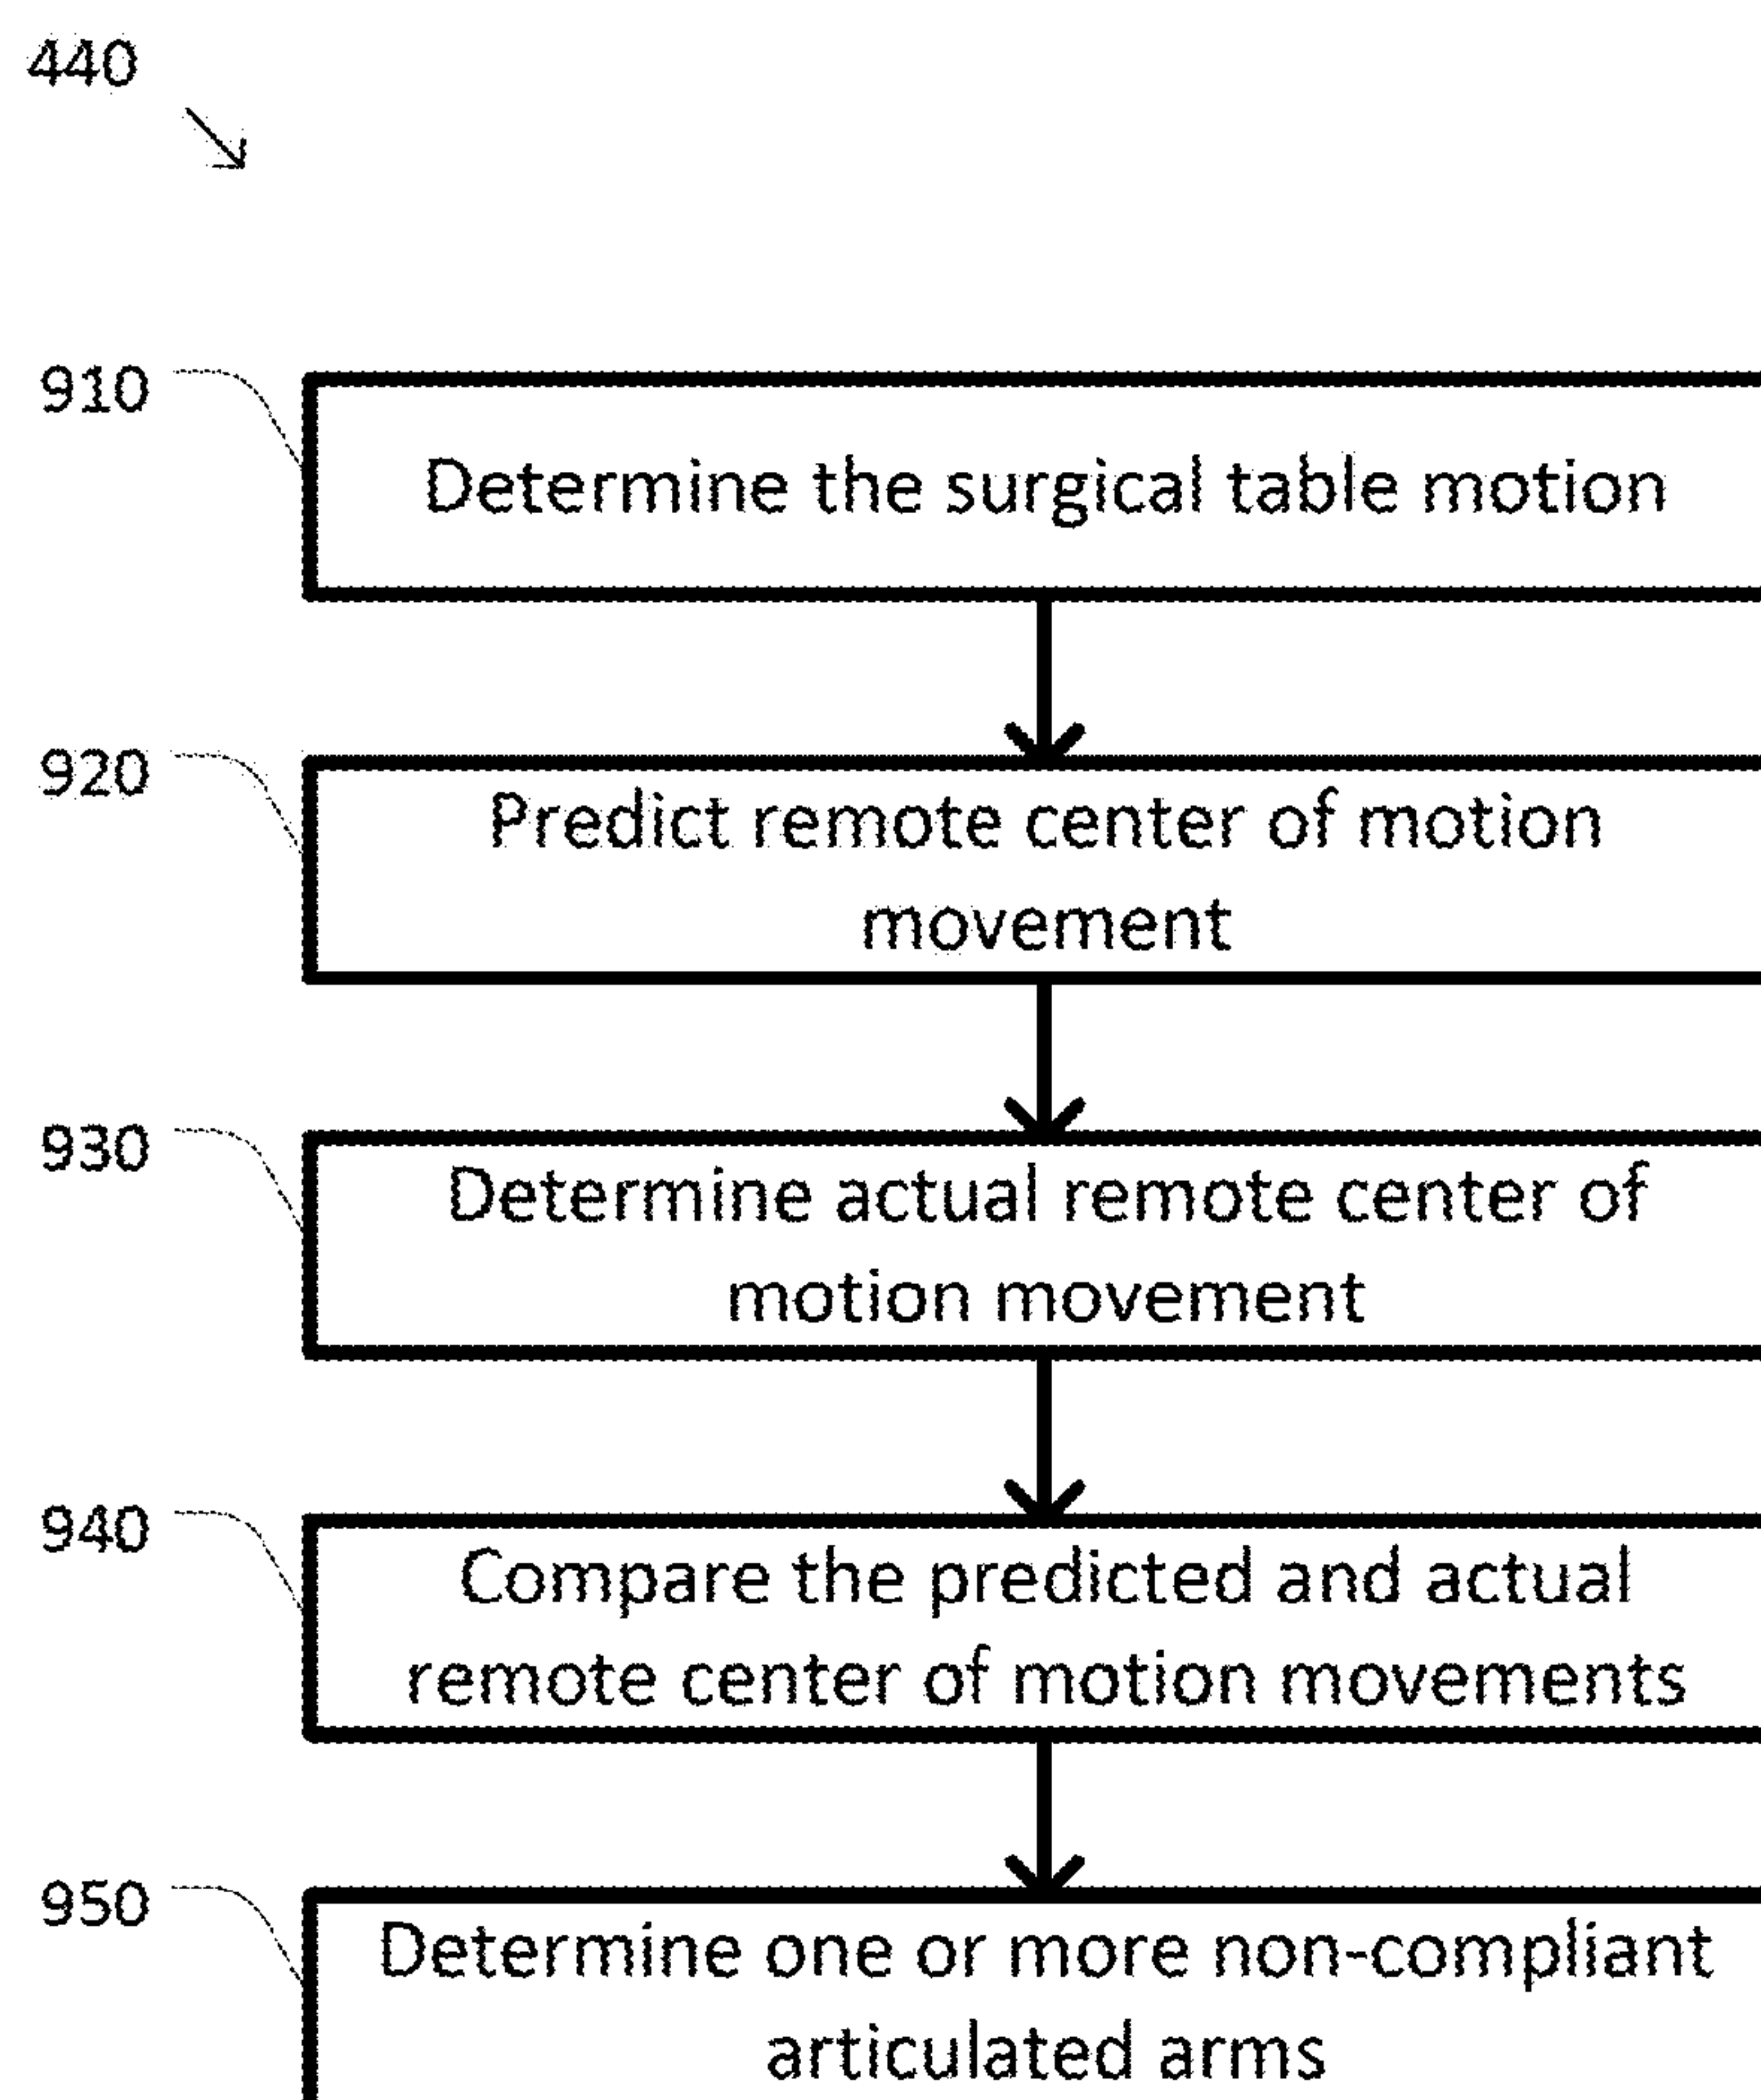 440
910
Determine the surgical table motion
920
Predict remote center of motion
movement
930
Determine actual remote center of
motion movement
940
Compare the predicted and actual
remote center of motion movements
950
Determine one or more non-compliant
articulated arms